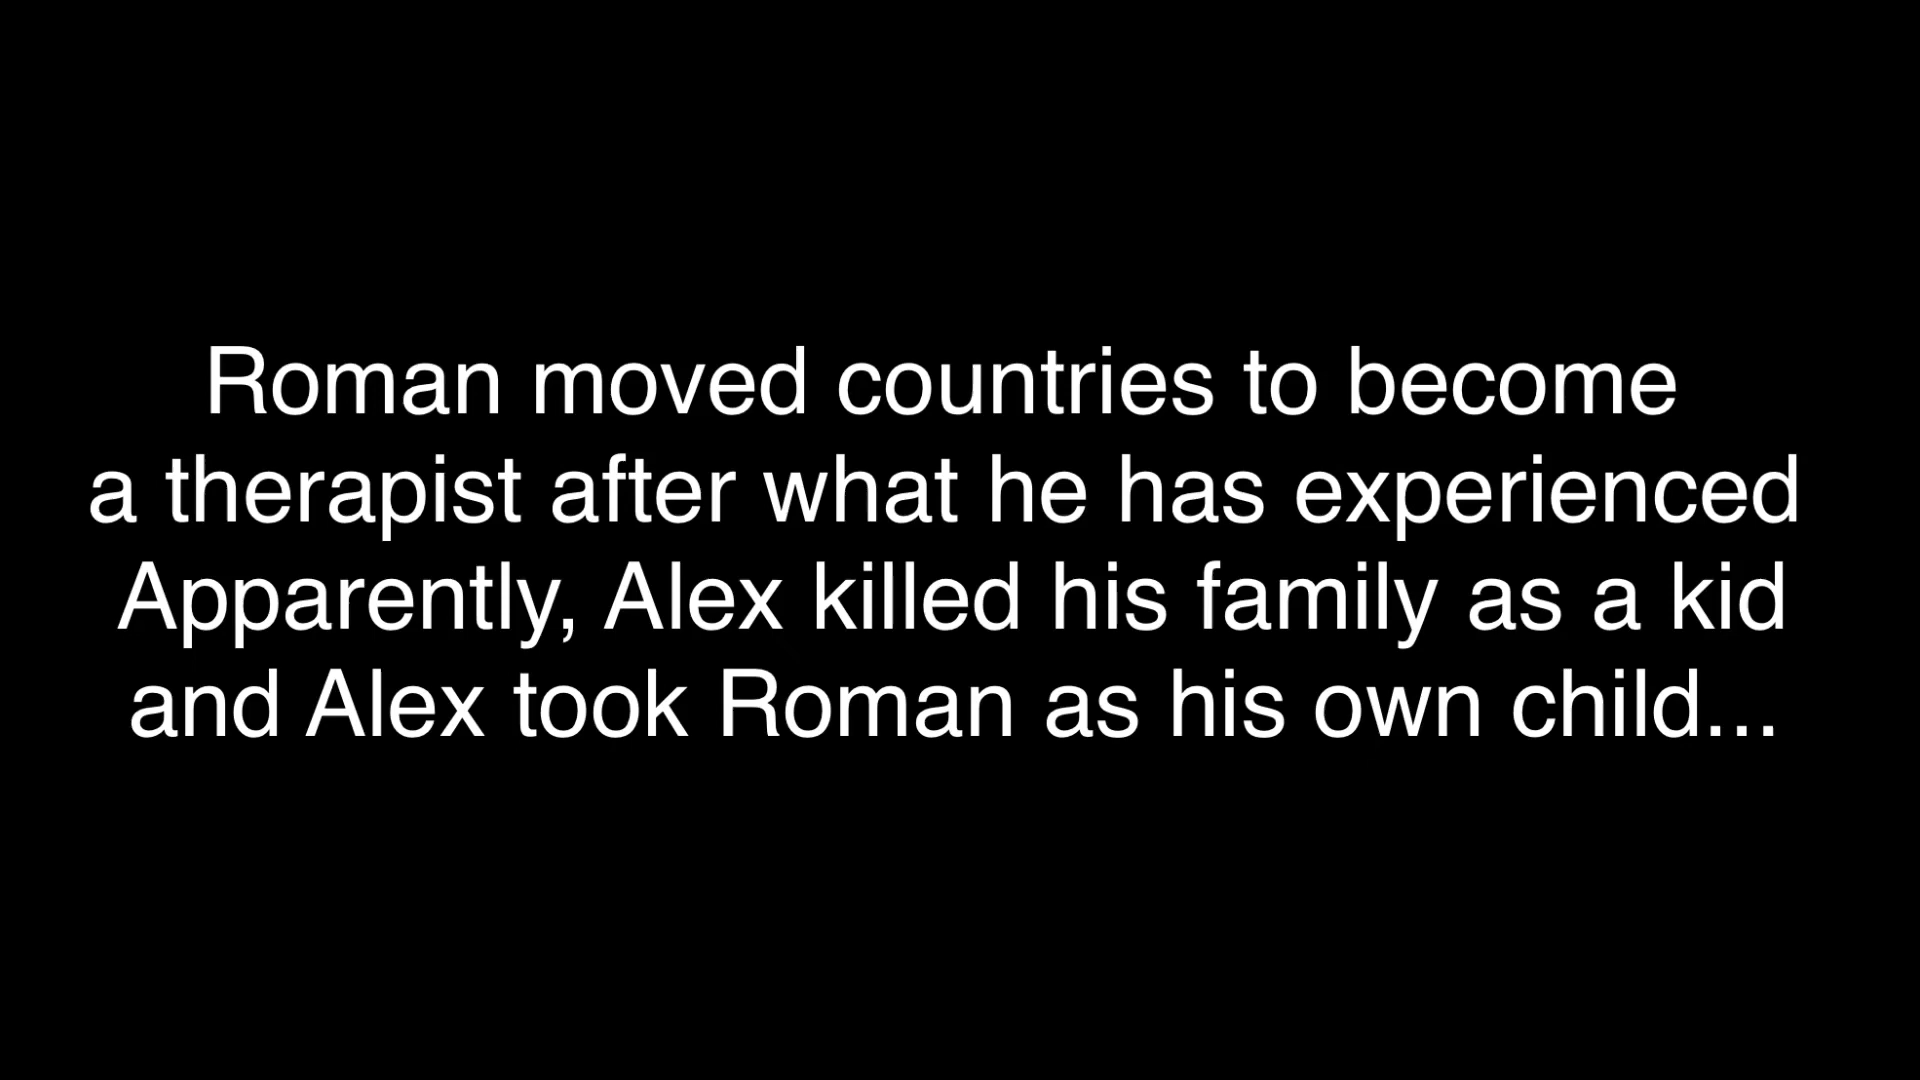 Roman moved countries to become
a therapist after what he has experienced
Apparently, Alex killed his family as a kid
and Alex took Roman as his own child...